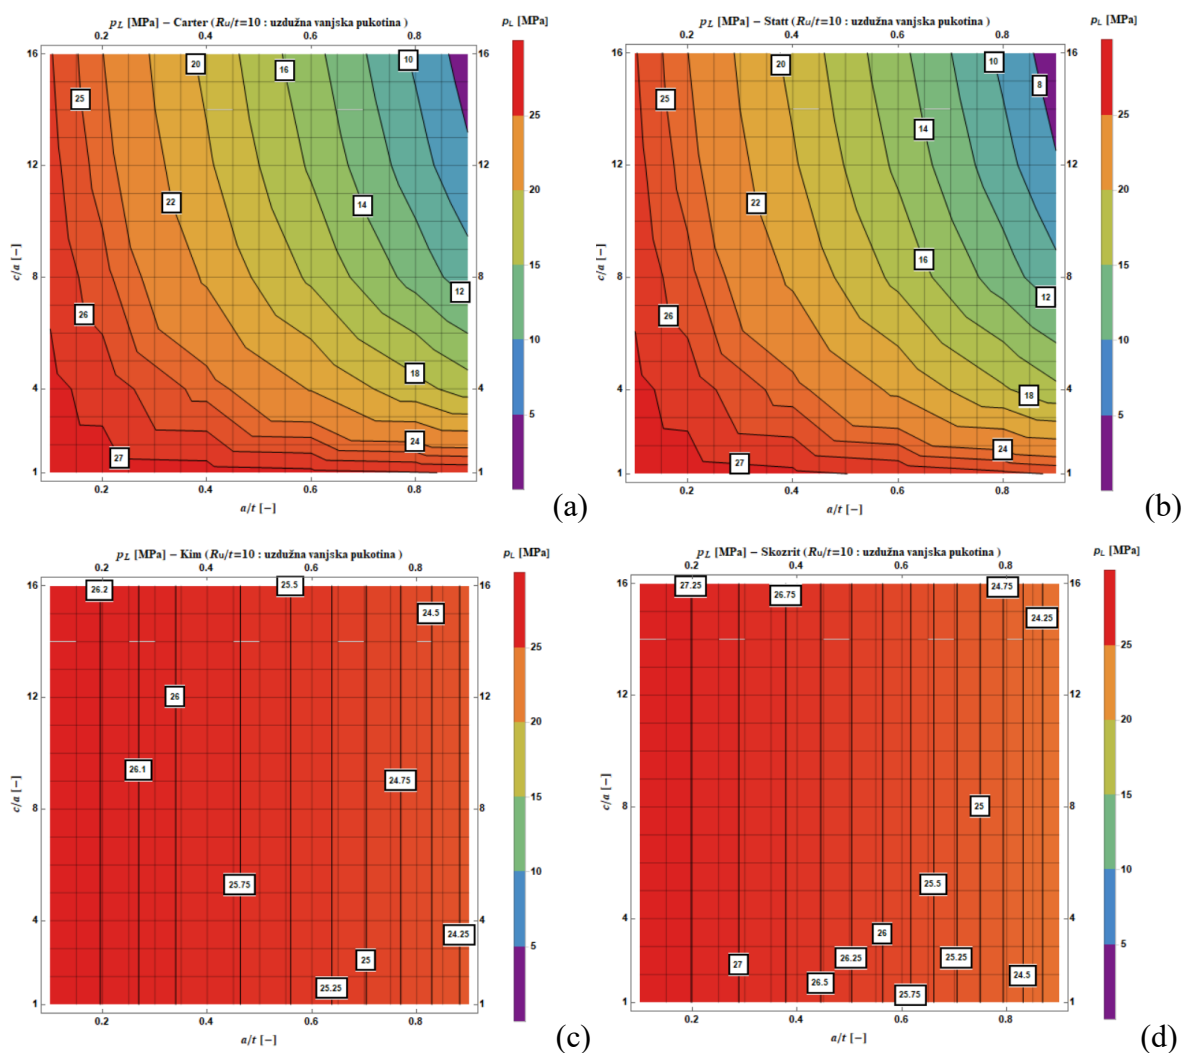 p_L [MPa] – Carter ( Ru/t=10 : uzdužna vanjska pukotina )
p_L [MPa]
0.2 0.4 0.6 0.8
16 12 8 4 1
c/a [–]
20 16 10
25
22
14
12
26
18
24
27
16 12 8 4 1
0.2 0.4 0.6 0.8
a/t [–]
25 20 15 10 5
(a)
p_L [MPa] – Statt ( Ru/t=10 : uzdužna vanjska pukotina )
p_L [MPa]
0.2 0.4 0.6 0.8
16 12 8 4 1
c/a [–]
20 10
8
25
14
22
16
12
26
18
24
27
16 12 8 4 1
0.2 0.4 0.6 0.8
a/t [–]
25 20 15 10 5
(b)
p_L [MPa] – Kim ( Ru/t=10 : uzdužna vanjska pukotina )
p_L [MPa]
0.2 0.4 0.6 0.8
16 12 8 4 1
c/a [–]
26.2 25.5
24.5
26
26.1
24.75
25.75
24.25
25
25.25
16 12 8 4 1
0.2 0.4 0.6 0.8
a/t [–]
25 20 15 10 5
(c)
p_L [MPa] – Skozrit ( Ru/t=10 : uzdužna vanjska pukotina )
p_L [MPa]
0.2 0.4 0.6 0.8
16 12 8 4 1
c/a [–]
27.25 26.75 24.75
24.25
25
25.5
26
27 26.25 25.25
26.5 24.5
25.75
16 12 8 4 1
0.2 0.4 0.6 0.8
a/t [–]
25 20 15 10 5
(d)